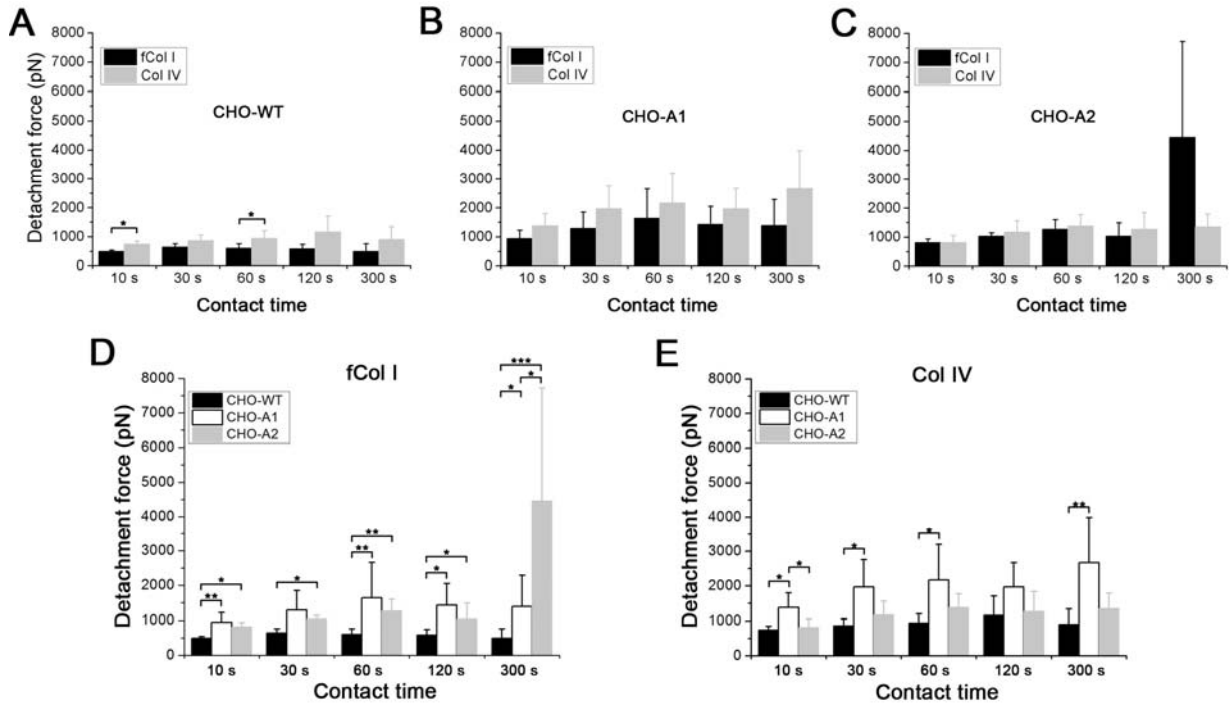 A
Detachment force (pN)
8000
7000
6000
5000
4000
3000
2000
1000
0
fCol I
Col IV
CHO-WT
*
*
10 s 30 s 60 s 120 s 300 s
Contact time
B
8000
7000
6000
5000
4000
3000
2000
1000
0
fCol I
Col IV
CHO-A1
10 s 30 s 60 s 120 s 300 s
Contact time
C
8000
7000
6000
5000
4000
3000
2000
1000
0
fCol I
Col IV
CHO-A2
10 s 30 s 60 s 120 s 300 s
Contact time
D
fCol I
Detachment force (pN)
8000
7000
6000
5000
4000
3000
2000
1000
0
CHO-WT
CHO-A1
CHO-A2
*
**
*
**
**
*
*
***
*
*
10 s 30 s 60 s 120 s 300 s
Contact time
E
Col IV
Detachment force (pN)
8000
7000
6000
5000
4000
3000
2000
1000
0
CHO-WT
CHO-A1
CHO-A2
*
*
*
*
**
10 s 30 s 60 s 120 s 300 s
Contact time